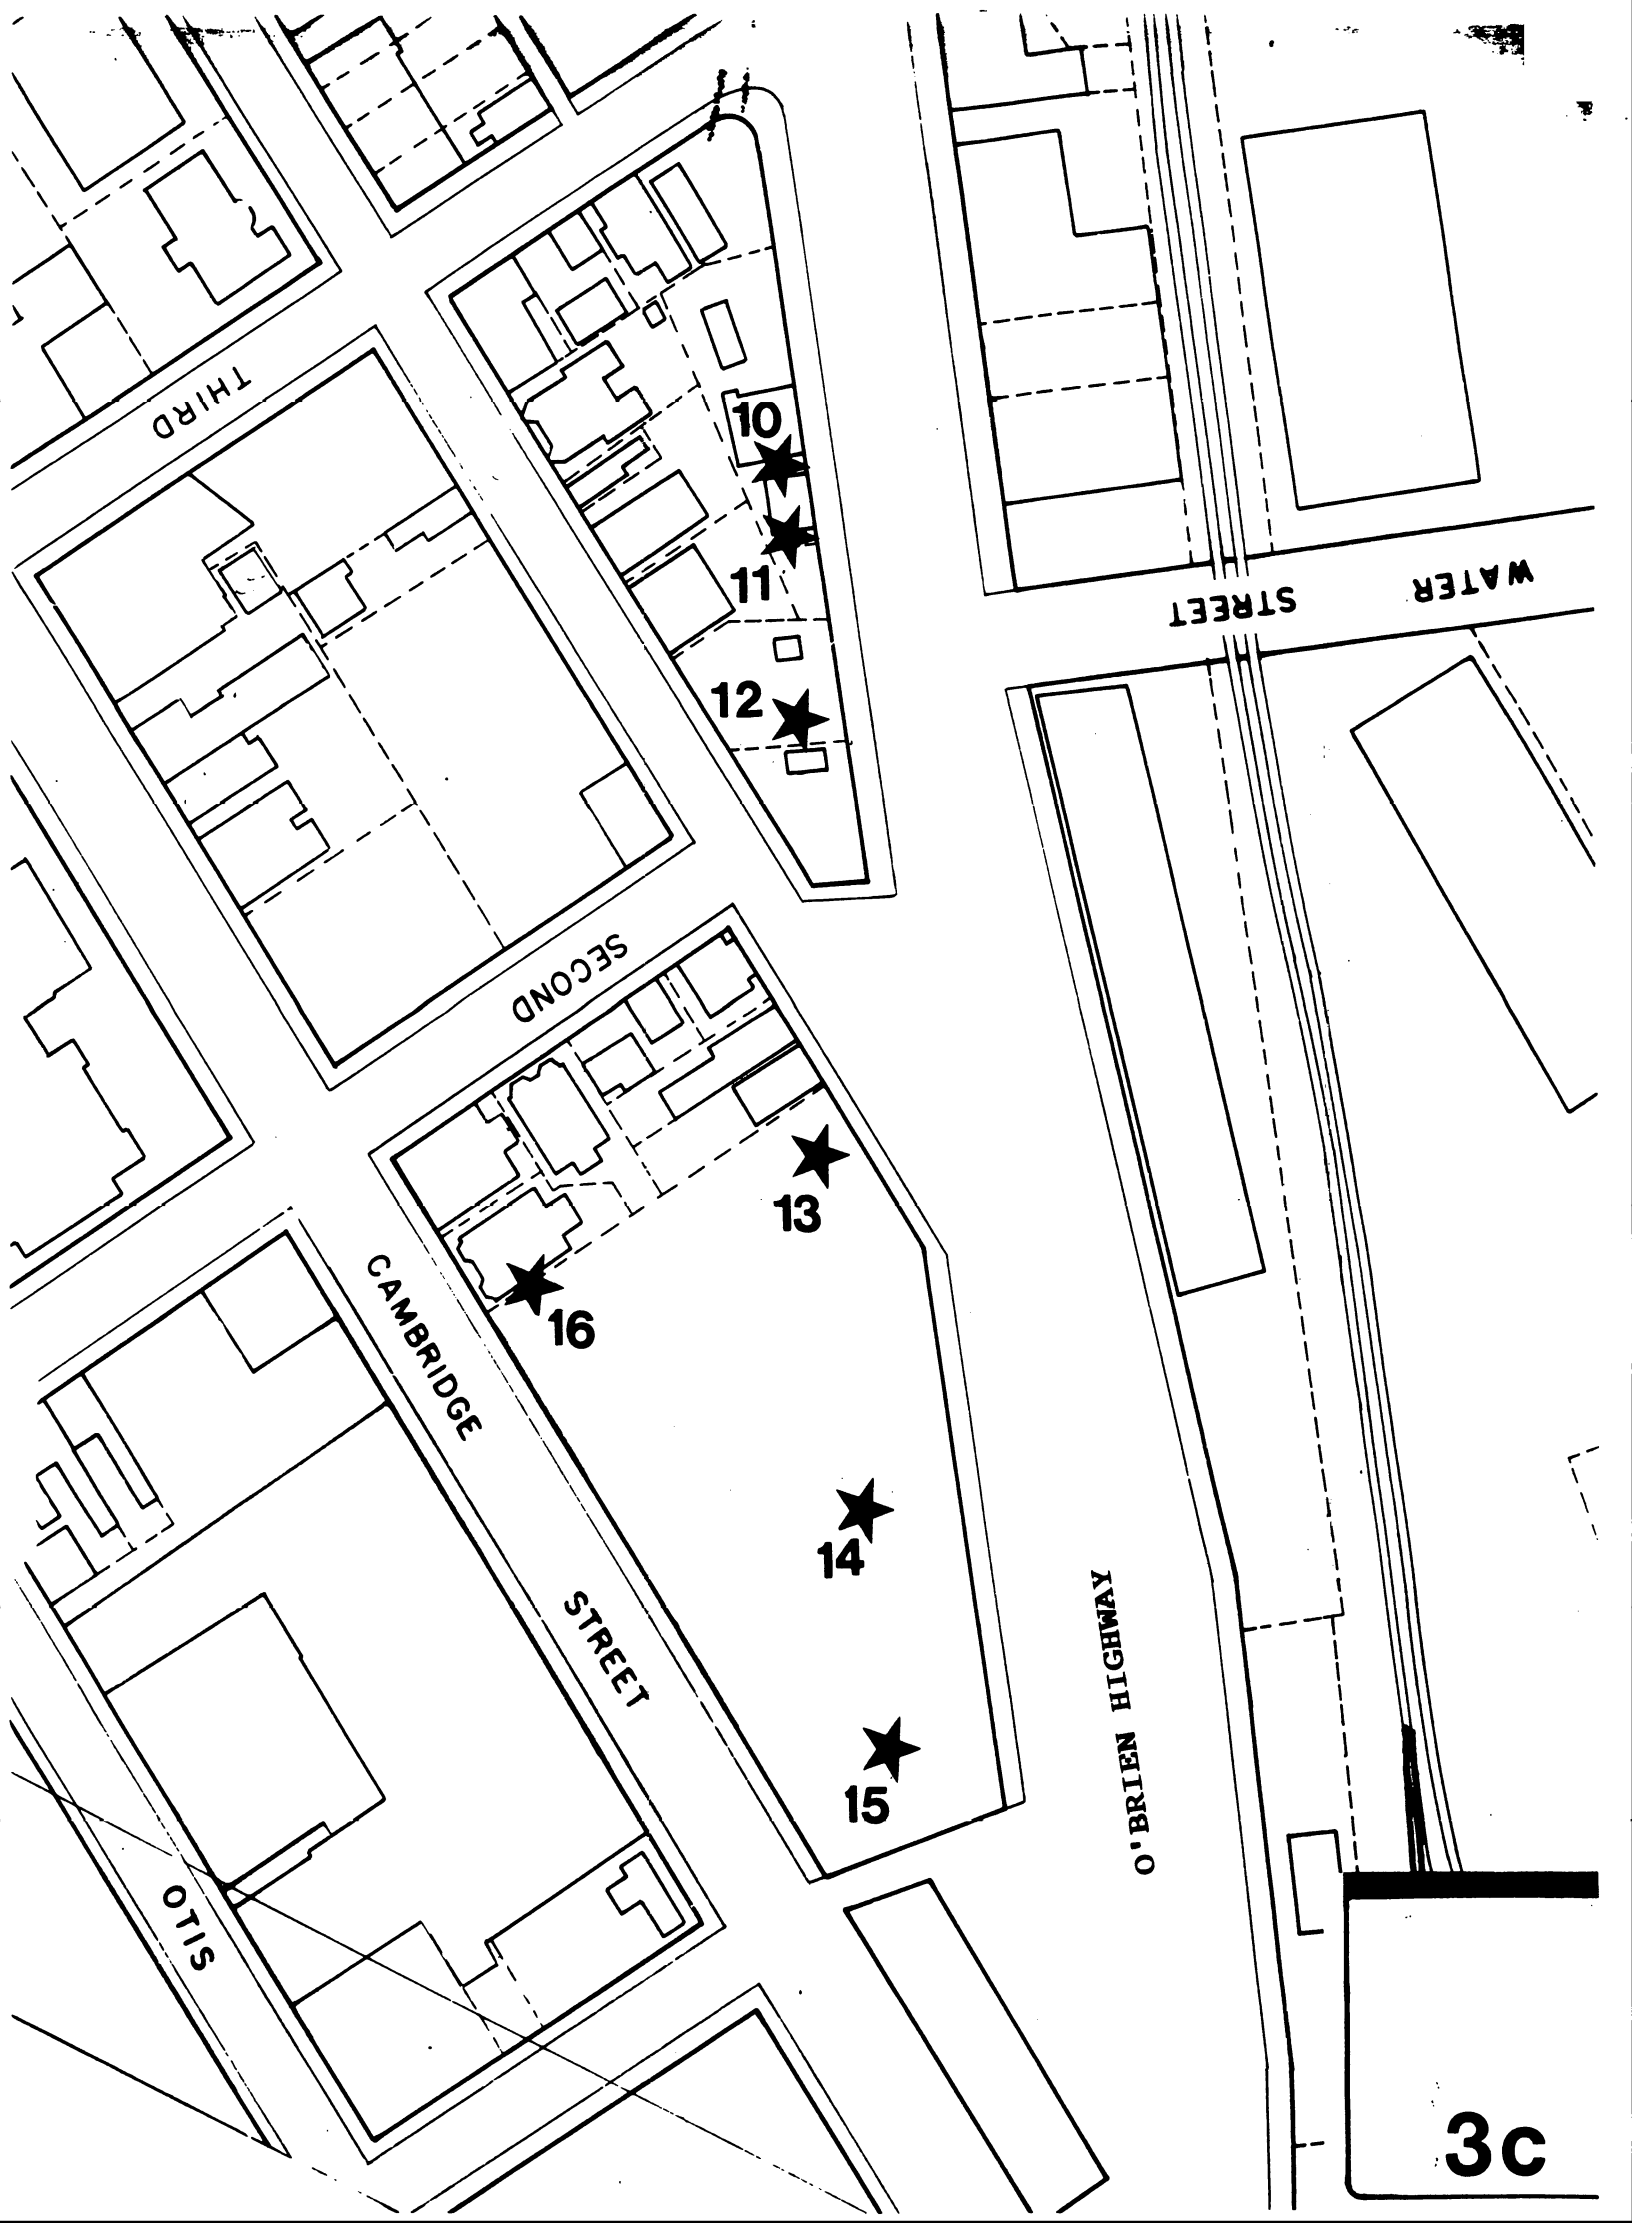 THIRD
10
11
WATER
STREET
12
SECOND
13
16
CAMBRIDGE
STREET
14
O'BRIEN HIGHWAY
15
OTIS
3c